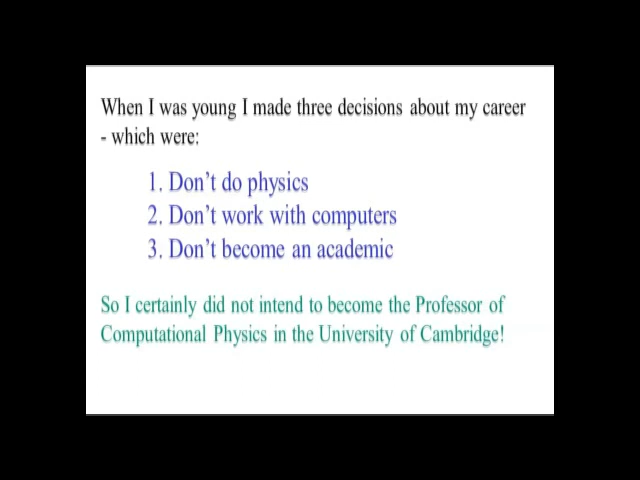 When I was young I made three decisions about my career
- which were:
1. Don't do physics
2. Don't work with computers
3. Don't become an academic
So I certainly did not intend to become the Professor of
Computational Physics in the University of Cambridge!